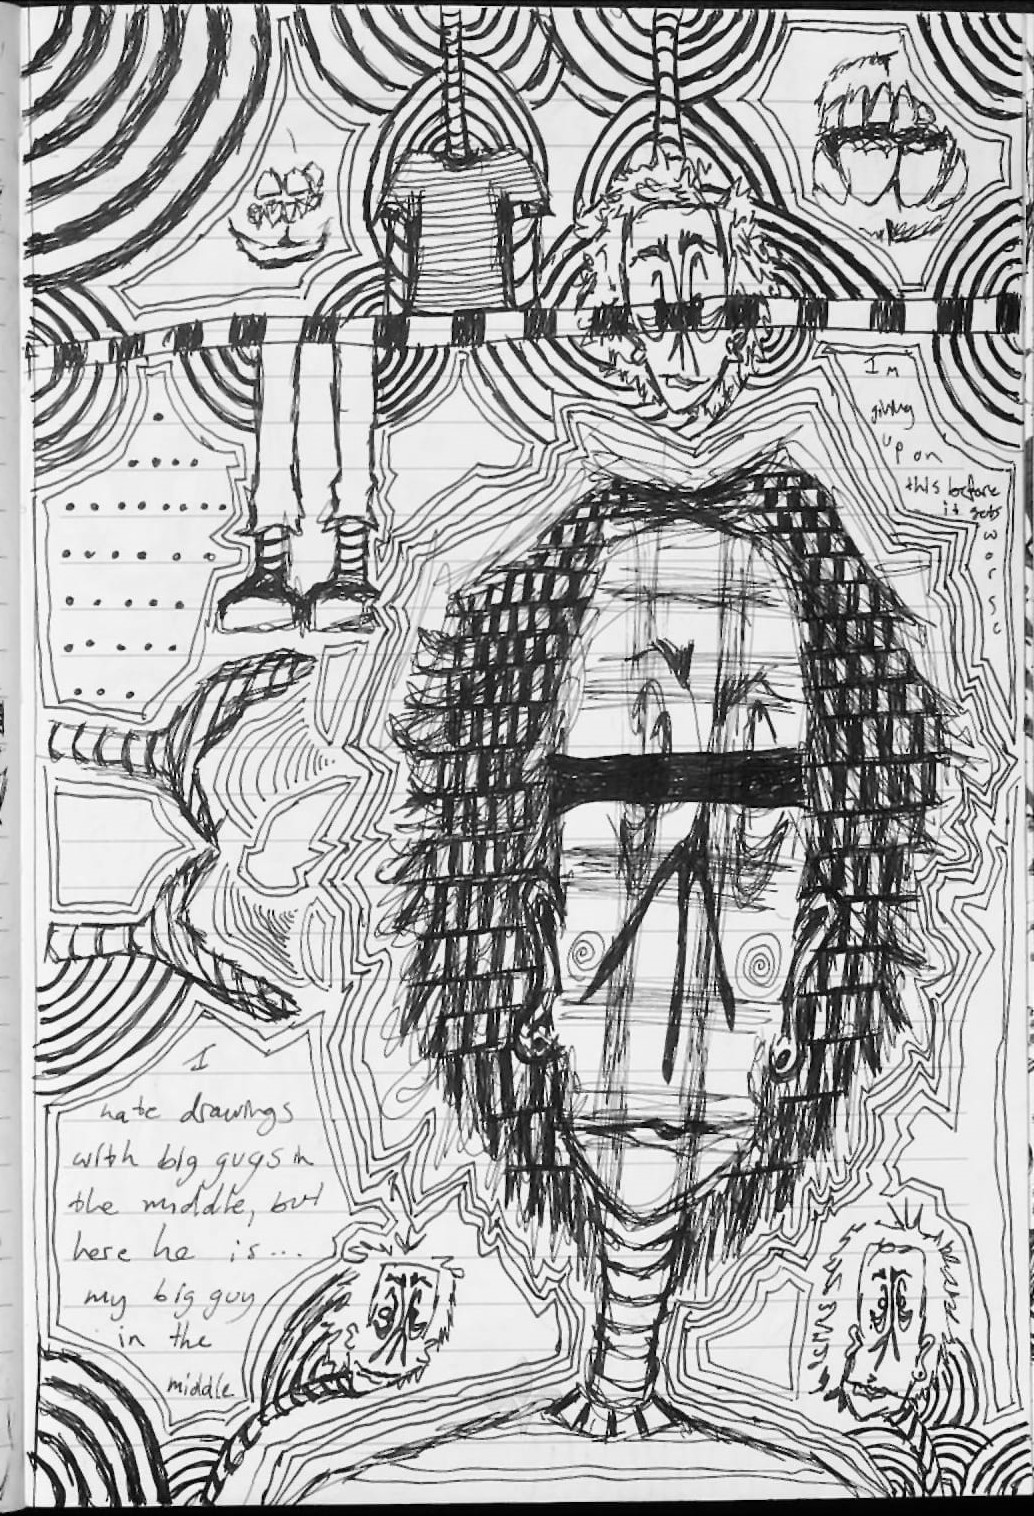 Im
giving
up on
this before
it gets
worse
I
hate drawings
with big guys in
the middle, but
here he is...
my big guy
in the
middle